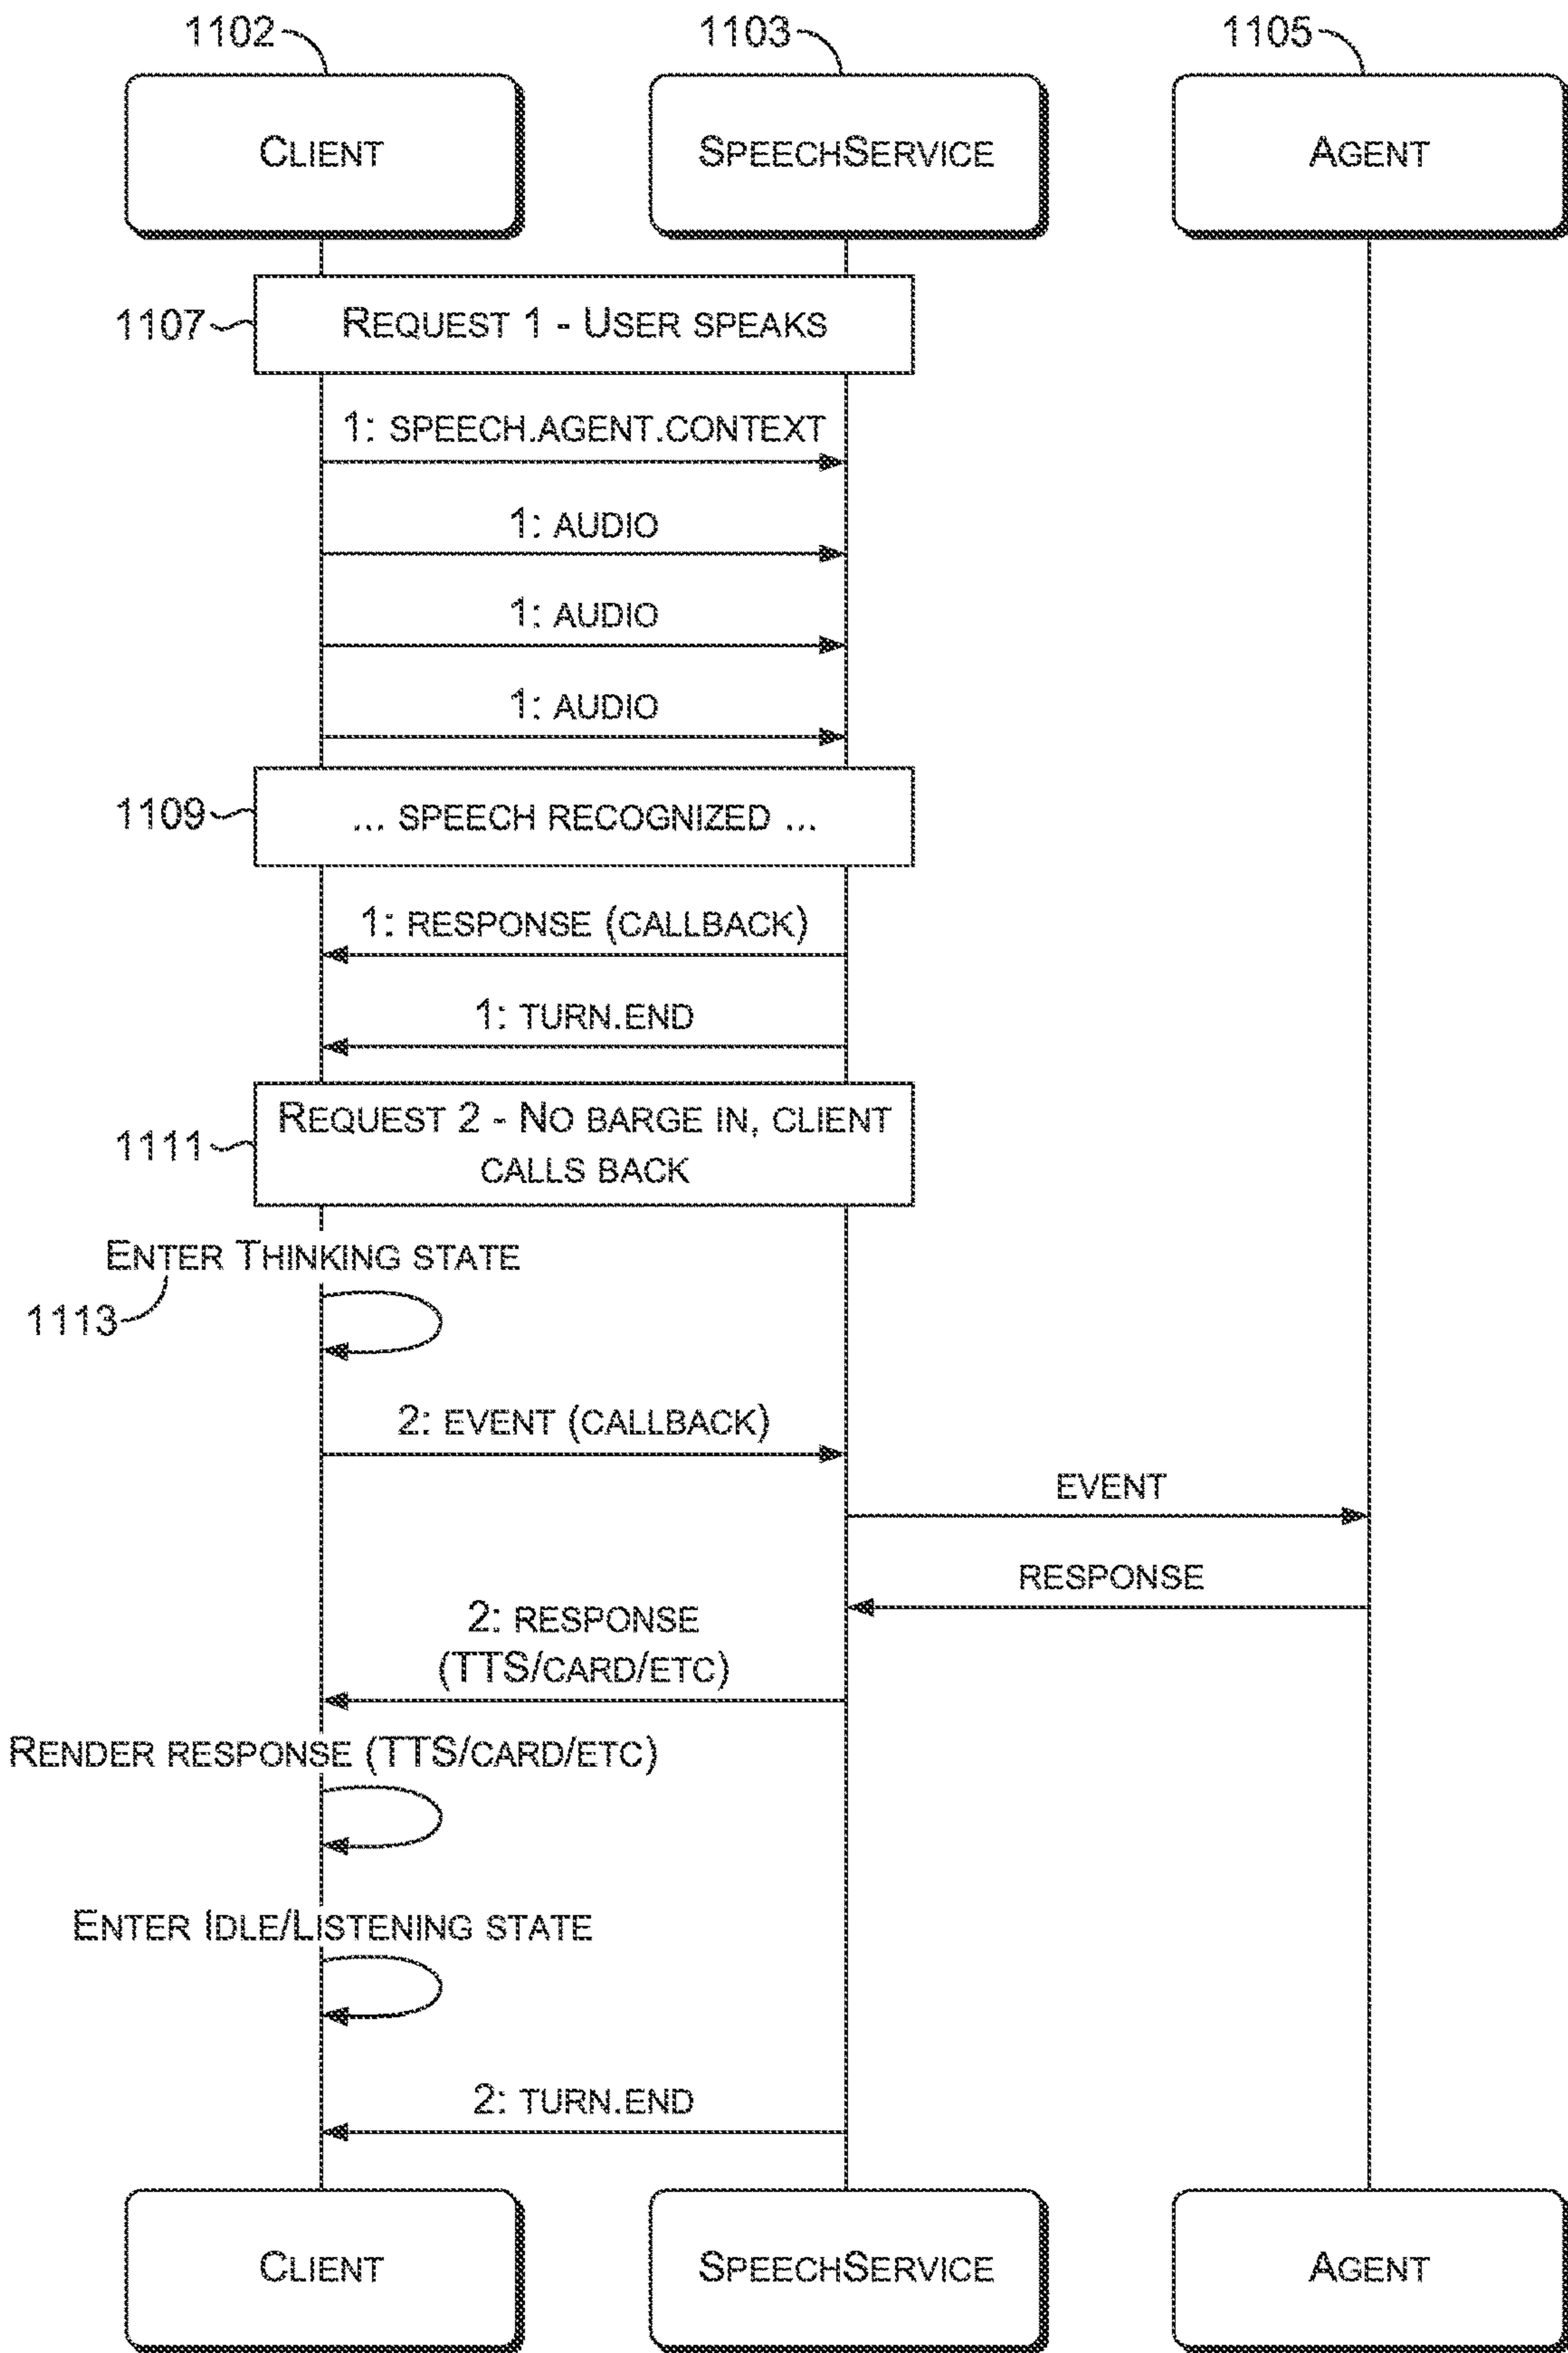 1102
1103
1105
CLIENT
SPEECHSERVICE
AGENT
1107
REQUEST 1 - USER SPEAKS
1: SPEECH.AGENT.CONTEXT
1: AUDIO
1: AUDIO
1: AUDIO
1109
... SPEECH RECOGNIZED ...
1: RESPONSE (CALLBACK)
1: TURN.END
1111
REQUEST 2 - NO BARGE IN, CLIENT
CALLS BACK
ENTER THINKING STATE
1113
2: EVENT (CALLBACK)
EVENT
RESPONSE
2: RESPONSE
(TTS/CARD/ETC)
RENDER RESPONSE (TTS/CARD/ETC)
ENTER IDLE/LISTENING STATE
2: TURN.END
CLIENT
SPEECHSERVICE
AGENT